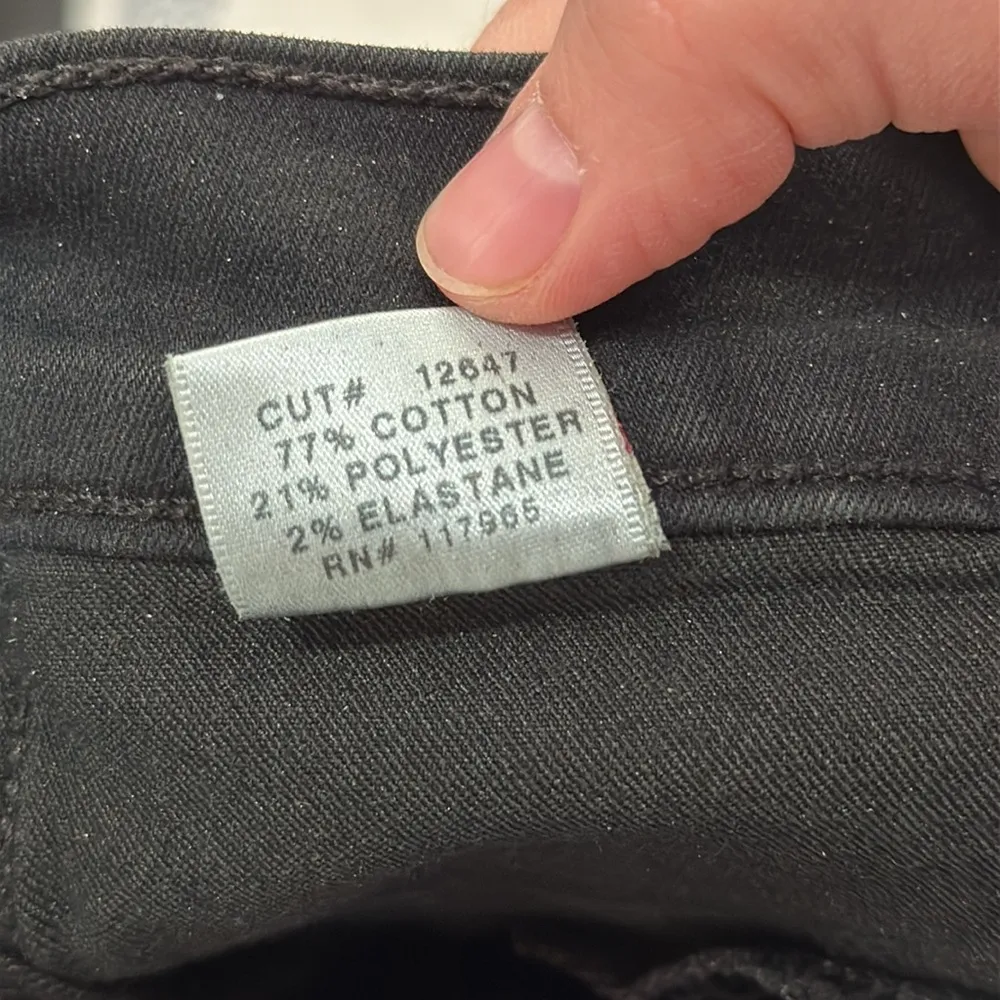 CUT# 12647
77% COTTON
21% POLYESTER
2% ELASTANE
RN# 117965